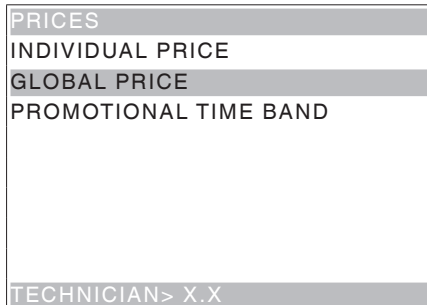 PRICES
INDIVIDUAL PRICE
GLOBAL PRICE
PROMOTIONAL TIME BAND
TECHNICIAN> X.X